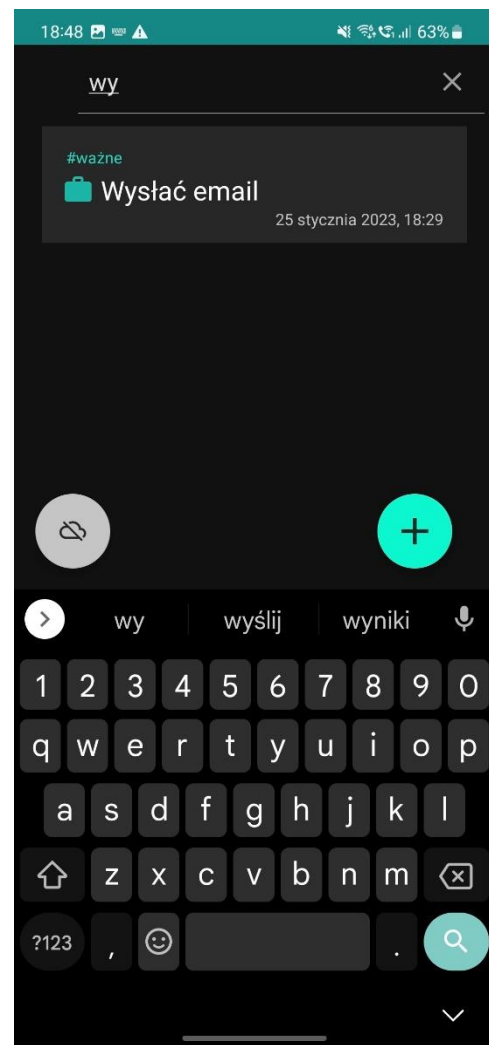 18:48 63%
wy
#ważne
Wysłać email
25 stycznia 2023, 18:29
wy wyślij wyniki
1 2 3 4 5 6 7 8 9 0
q w e r t y u i o p
a s d f g h j k l
z x c v b n m
?123 , .